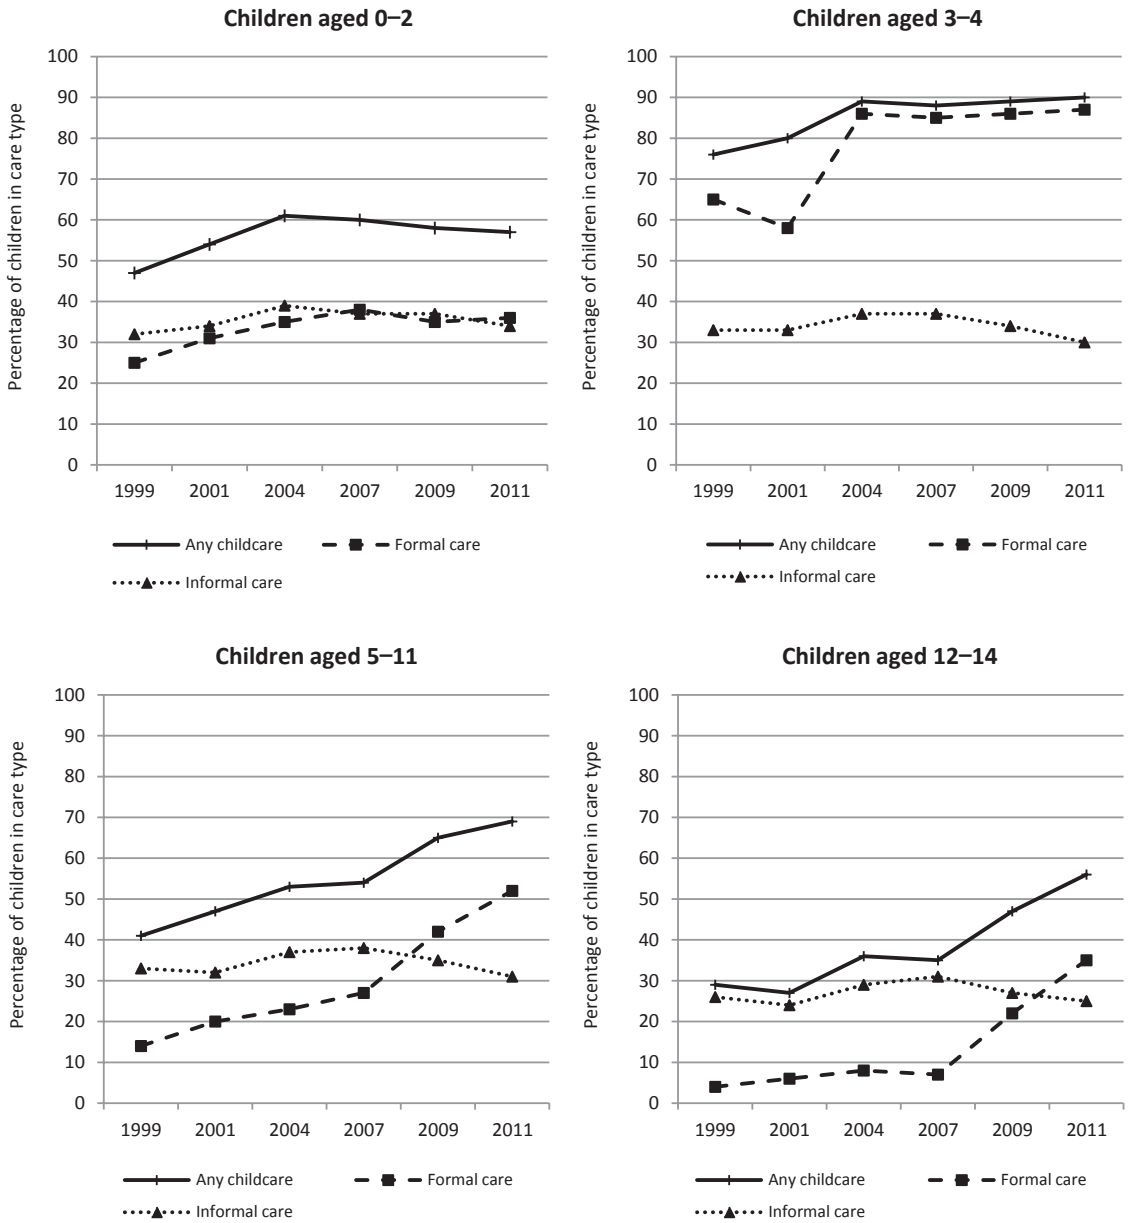 Children aged 0–2
Percentage of children in care type
100
90
80
70
60
50
40
30
20
10
0
1999 2001 2004 2007 2009 2011
Any childcare Formal care
Informal care
Children aged 3–4
Percentage of children in care type
100
90
80
70
60
50
40
30
20
10
0
1999 2001 2004 2007 2009 2011
Any childcare Formal care
Informal care
Children aged 5–11
Percentage of children in care type
100
90
80
70
60
50
40
30
20
10
0
1999 2001 2004 2007 2009 2011
Any childcare Formal care
Informal care
Children aged 12–14
Percentage of children in care type
100
90
80
70
60
50
40
30
20
10
0
1999 2001 2004 2007 2009 2011
Any childcare Formal care
Informal care